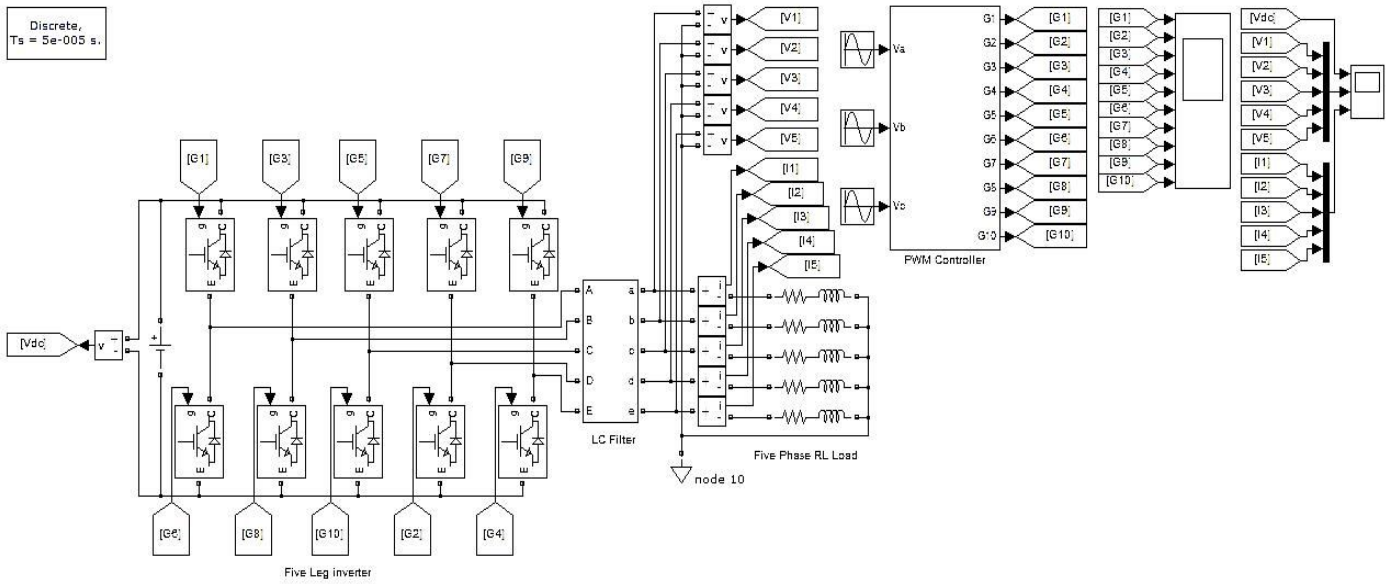 Discrete,
Ts = 5e-005 s.
[G1]
[G3]
[G5]
[G7]
[G9]
g C
g C
g C
g C
g C
E
E
E
E
E
[Vdc]
v
+
-
+
g C
g C
g C
g C
g C
E
E
E
E
E
[G6]
[G8]
[G10]
[G2]
[G4]
Five Leg inverter
A
B
C
D
E
a
b
c
d
e
LC Filter
+
- v
[V1]
+
- v
[V2]
+
- v
[V3]
+
- v
[V4]
+
- v
[V5]
[I1]
[I2]
[I3]
[I4]
[I5]
+ i
-
+ i
-
+ i
-
+ i
-
+ i
-
Five Phase RL Load
node 10
Va
Vb
Vc
G1
G2
G3
G4
G5
G6
G7
G8
G9
G10
PWM Controller
[G1]
[G2]
[G3]
[G4]
[G5]
[G6]
[G7]
[G8]
[G9]
[G10]
[G1]
[G2]
[G3]
[G4]
[G5]
[G6]
[G7]
[G8]
[G9]
[G10]
[Vdc]
[V1]
[V2]
[V3]
[V4]
[V5]
[I1]
[I2]
[I3]
[I4]
[I5]